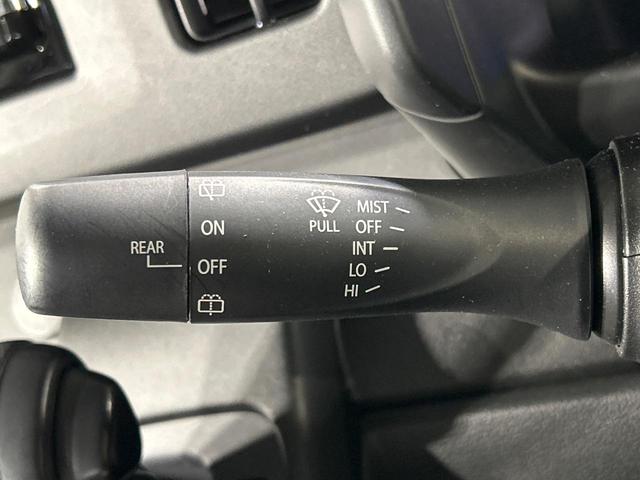 REAR
ON
OFF
PULL
MIST
OFF
INT
LO
HI